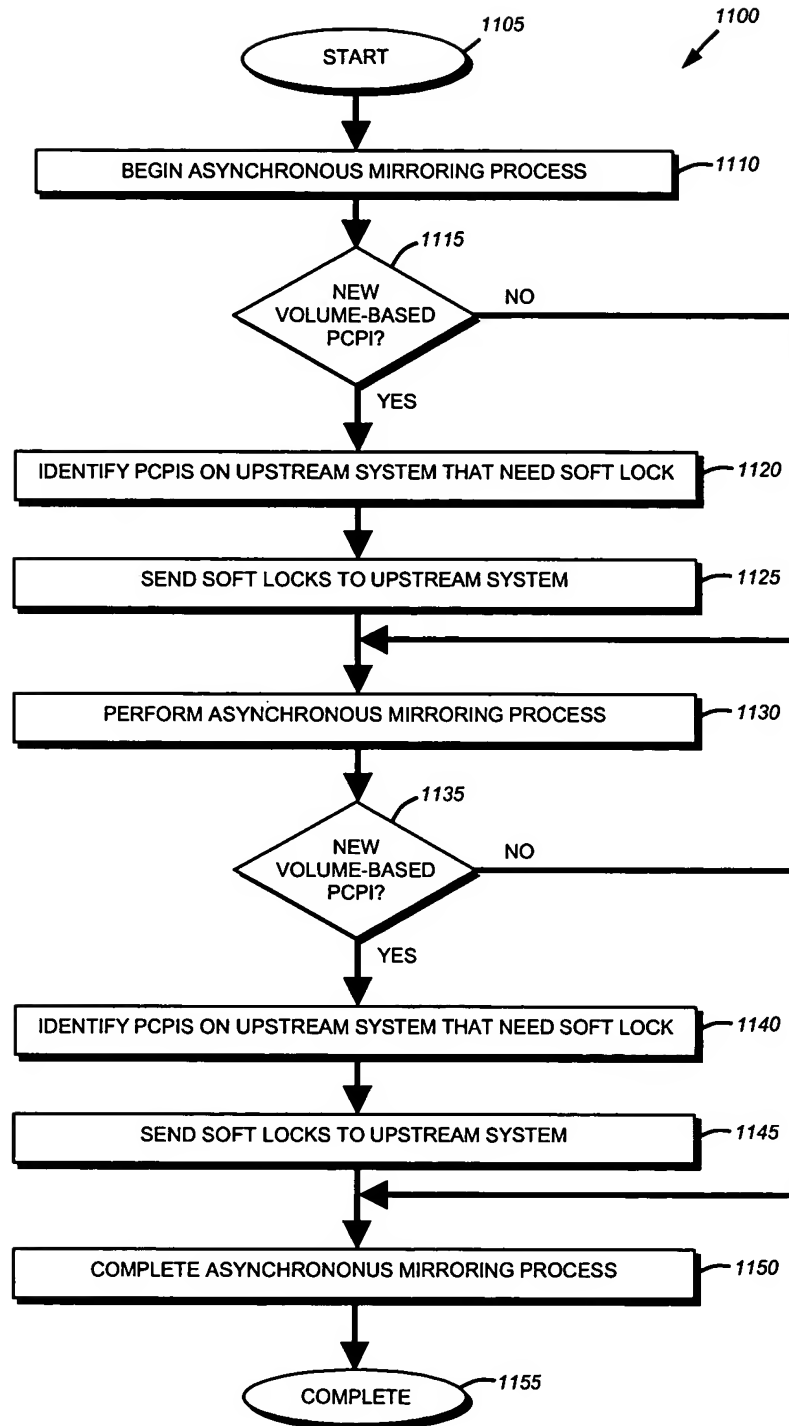 1100
START
1105
BEGIN ASYNCHRONOUS MIRRORING PROCESS
1110
1115
NEW
VOLUME-BASED
PCPI?
NO
YES
IDENTIFY PCPIS ON UPSTREAM SYSTEM THAT NEED SOFT LOCK
1120
SEND SOFT LOCKS TO UPSTREAM SYSTEM
1125
PERFORM ASYNCHRONOUS MIRRORING PROCESS
1130
1135
NEW
VOLUME-BASED
PCPI?
NO
YES
IDENTIFY PCPIS ON UPSTREAM SYSTEM THAT NEED SOFT LOCK
1140
SEND SOFT LOCKS TO UPSTREAM SYSTEM
1145
COMPLETE ASYNCHRONONUS MIRRORING PROCESS
1150
COMPLETE
1155